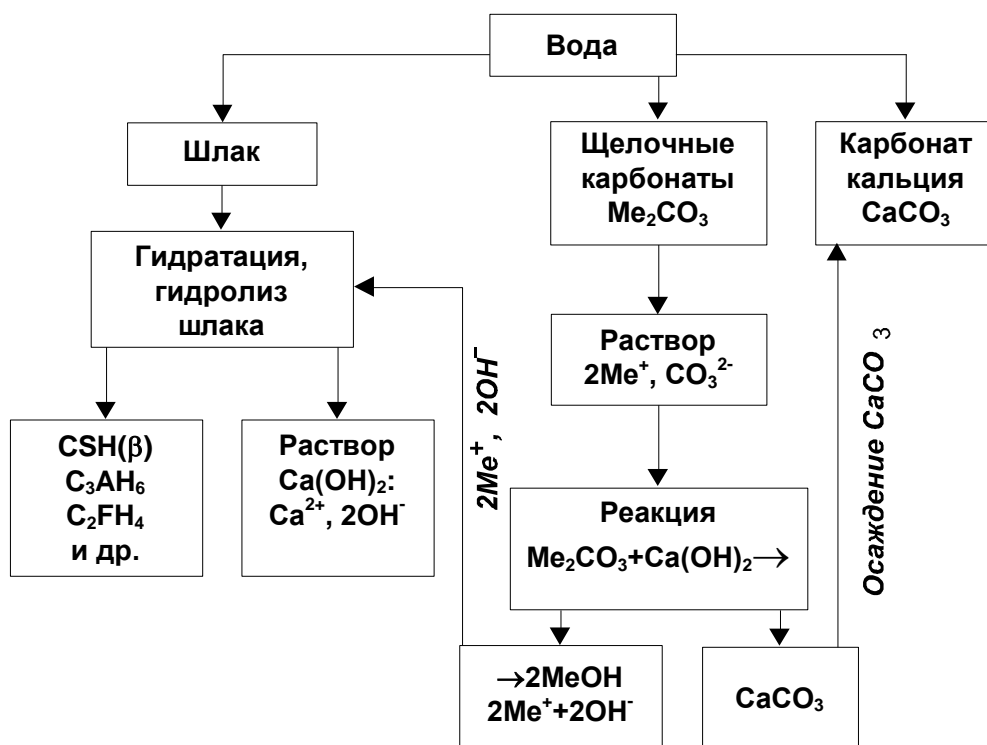 Вода
Шлак
Щелочные
карбонаты
Me₂CO₃
Карбонат
кальция
CaCO₃
Гидратация,
гидролиз
шлака
Раствор
2Me⁺, CO₃²⁻
CSH(β)
C₃AH₆
C₂FH₄
и др.
Раствор
Ca(OH)₂:
Ca²⁺, 2OH⁻
2Me⁺, 2OH⁻
Реакция
Me₂CO₃+Ca(OH)₂→
Осаждение CaCO₃
→2MeOH
2Me⁺+2OH⁻
CaCO₃